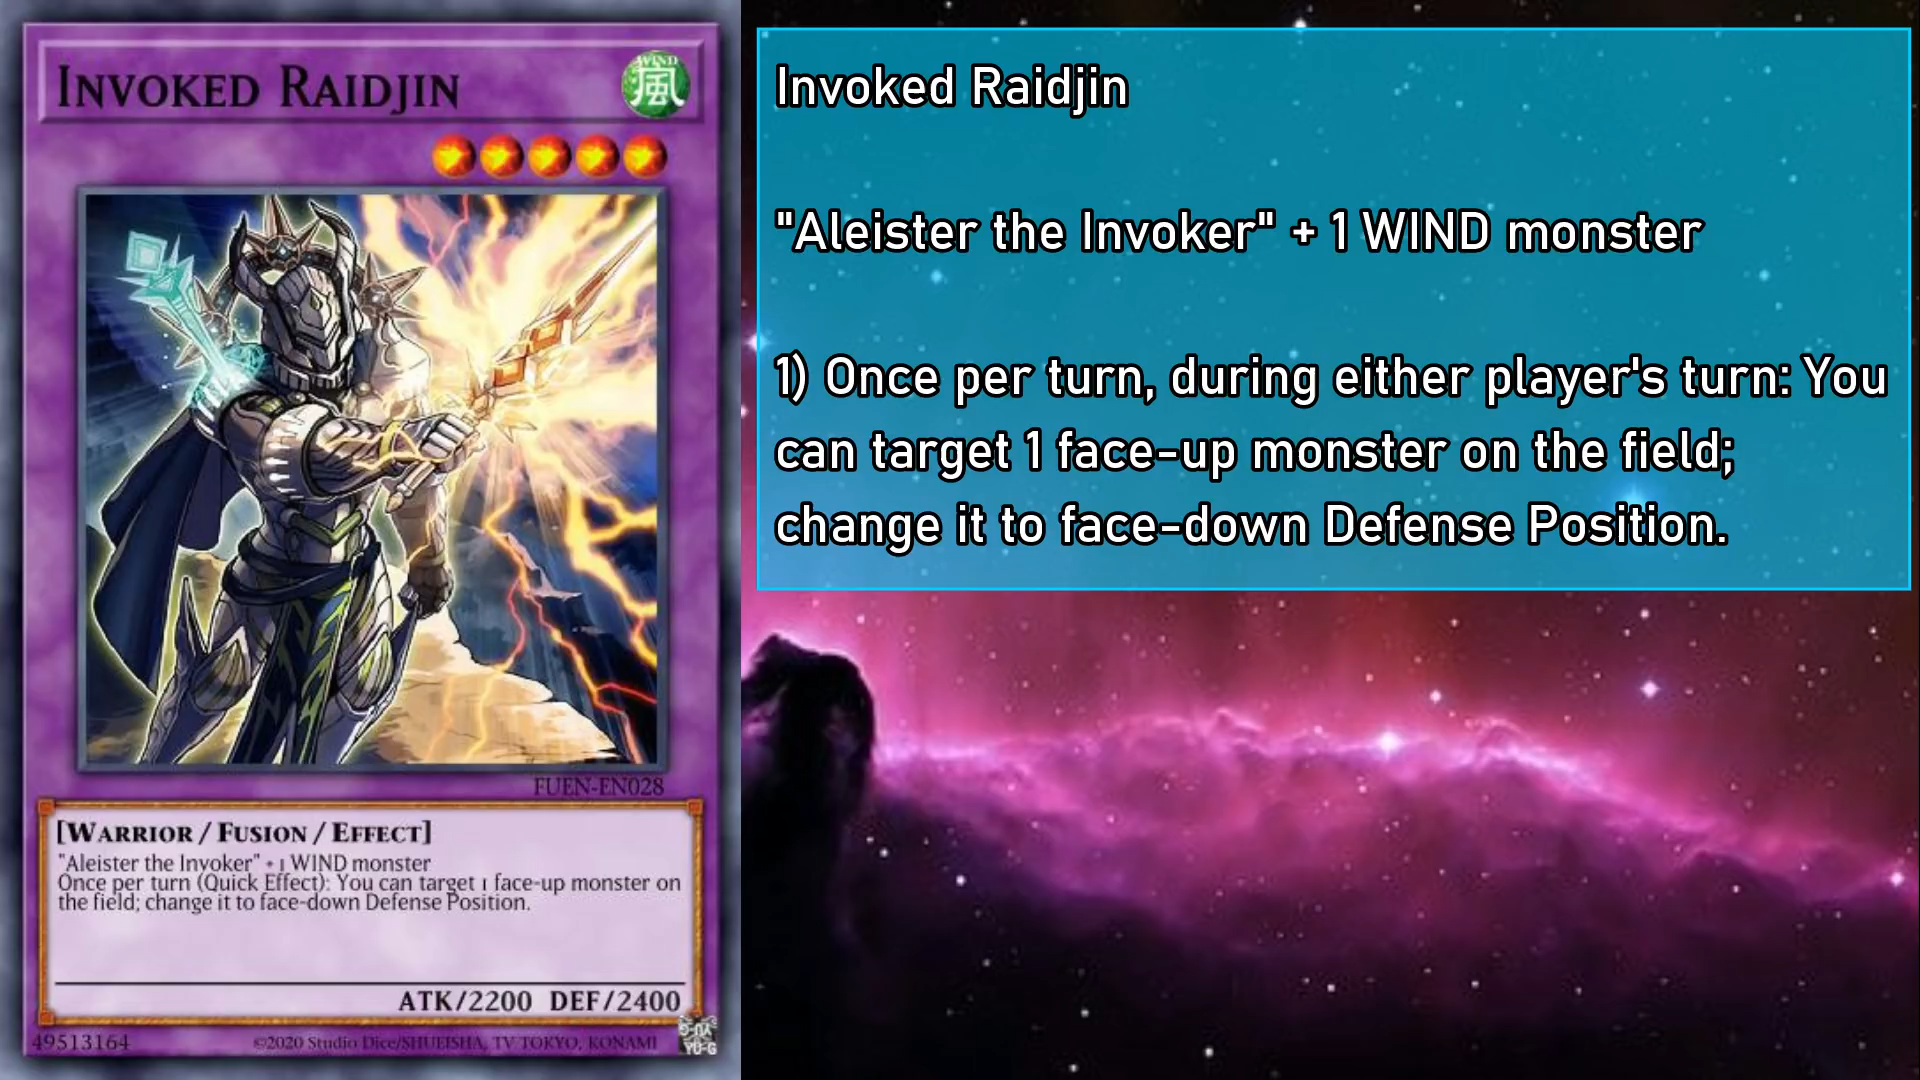 Invoked Raidjin
WIND
風
FUEN-EN028
[Warrior / Fusion / Effect]
"Aleister the Invoker" + 1 WIND monster
Once per turn (Quick Effect): You can target 1 face-up monster on
the field; change it to face-down Defense Position.
ATK/2200 DEF/2400
49513164
©2020 Studio Dice/SHUEISHA, TV TOKYO, KONAMI
Invoked Raidjin
"Aleister the Invoker" + 1 WIND monster
1) Once per turn, during either player's turn: You
can target 1 face-up monster on the field;
change it to face-down Defense Position.